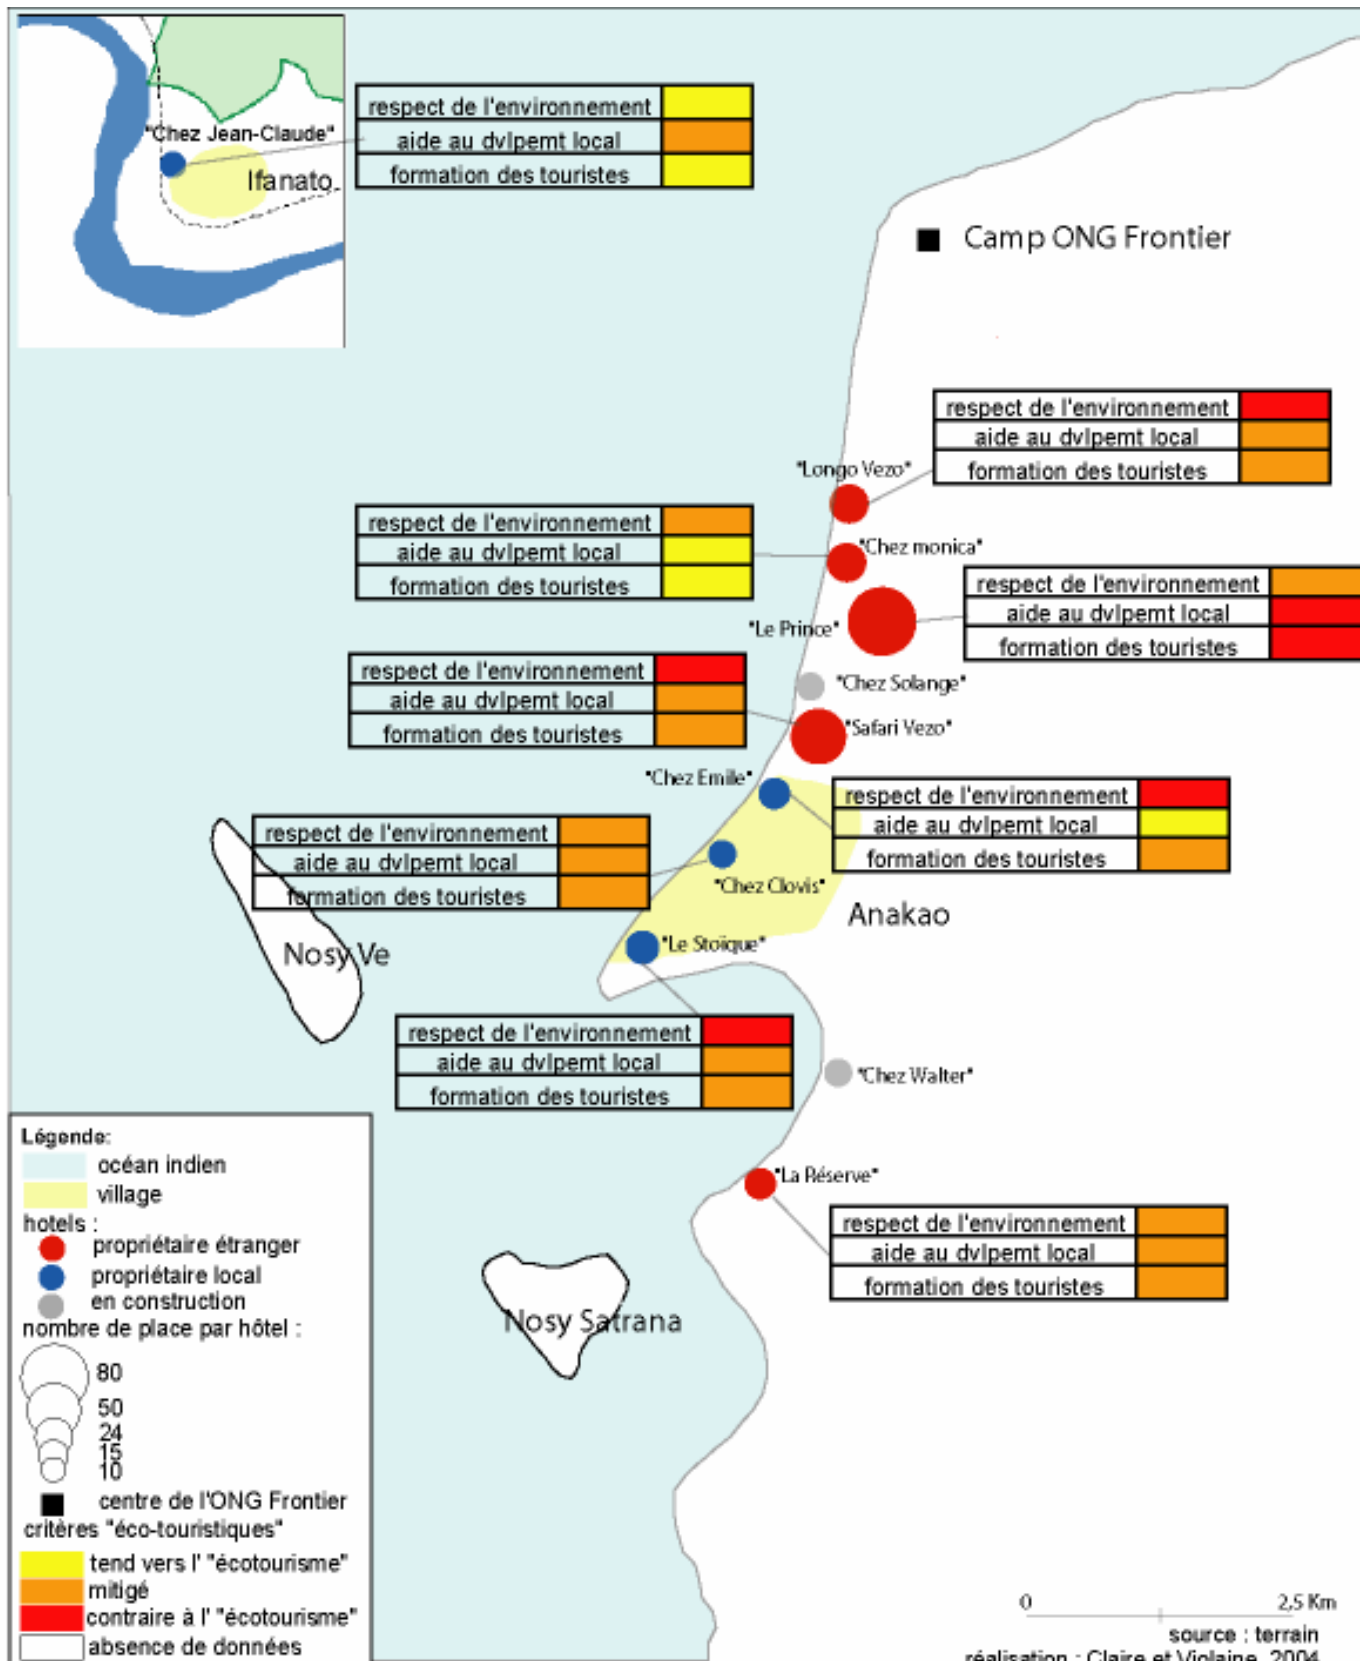 "Chez Jean-Claude"
Ifanato
respect de l'environnement
aide au dvlpemt local
formation des touristes
Camp ONG Frontier
respect de l'environnement
aide au dvlpemt local
formation des touristes
"Longo Vezo"
respect de l'environnement
aide au dvlpemt local
formation des touristes
"Chez monica"
respect de l'environnement
aide au dvlpemt local
formation des touristes
"Le Prince"
respect de l'environnement
aide au dvlpemt local
formation des touristes
"Chez Solange"
"Safari Vezo"
"Chez Emile"
respect de l'environnement
aide au dvlpemt local
formation des touristes
respect de l'environnement
aide au dvlpemt local
formation des touristes
"Chez Clovis"
Anakao
"Le Stoïque"
Nosy Ve
respect de l'environnement
aide au dvlpemt local
formation des touristes
"Chez Walter"
"La Réserve"
respect de l'environnement
aide au dvlpemt local
formation des touristes
Nosy Satrana
Légende:
océan indien
village
hotels :
propriétaire étranger
propriétaire local
en construction
nombre de place par hôtel :
80
50
24
15
10
centre de l'ONG Frontier
critères "éco-touristiques"
tend vers l' "écotourisme"
mitigé
contraire à l' "écotourisme"
absence de données
0 2,5 Km
source : terrain
réalisation : Claire et Violaine, 2004